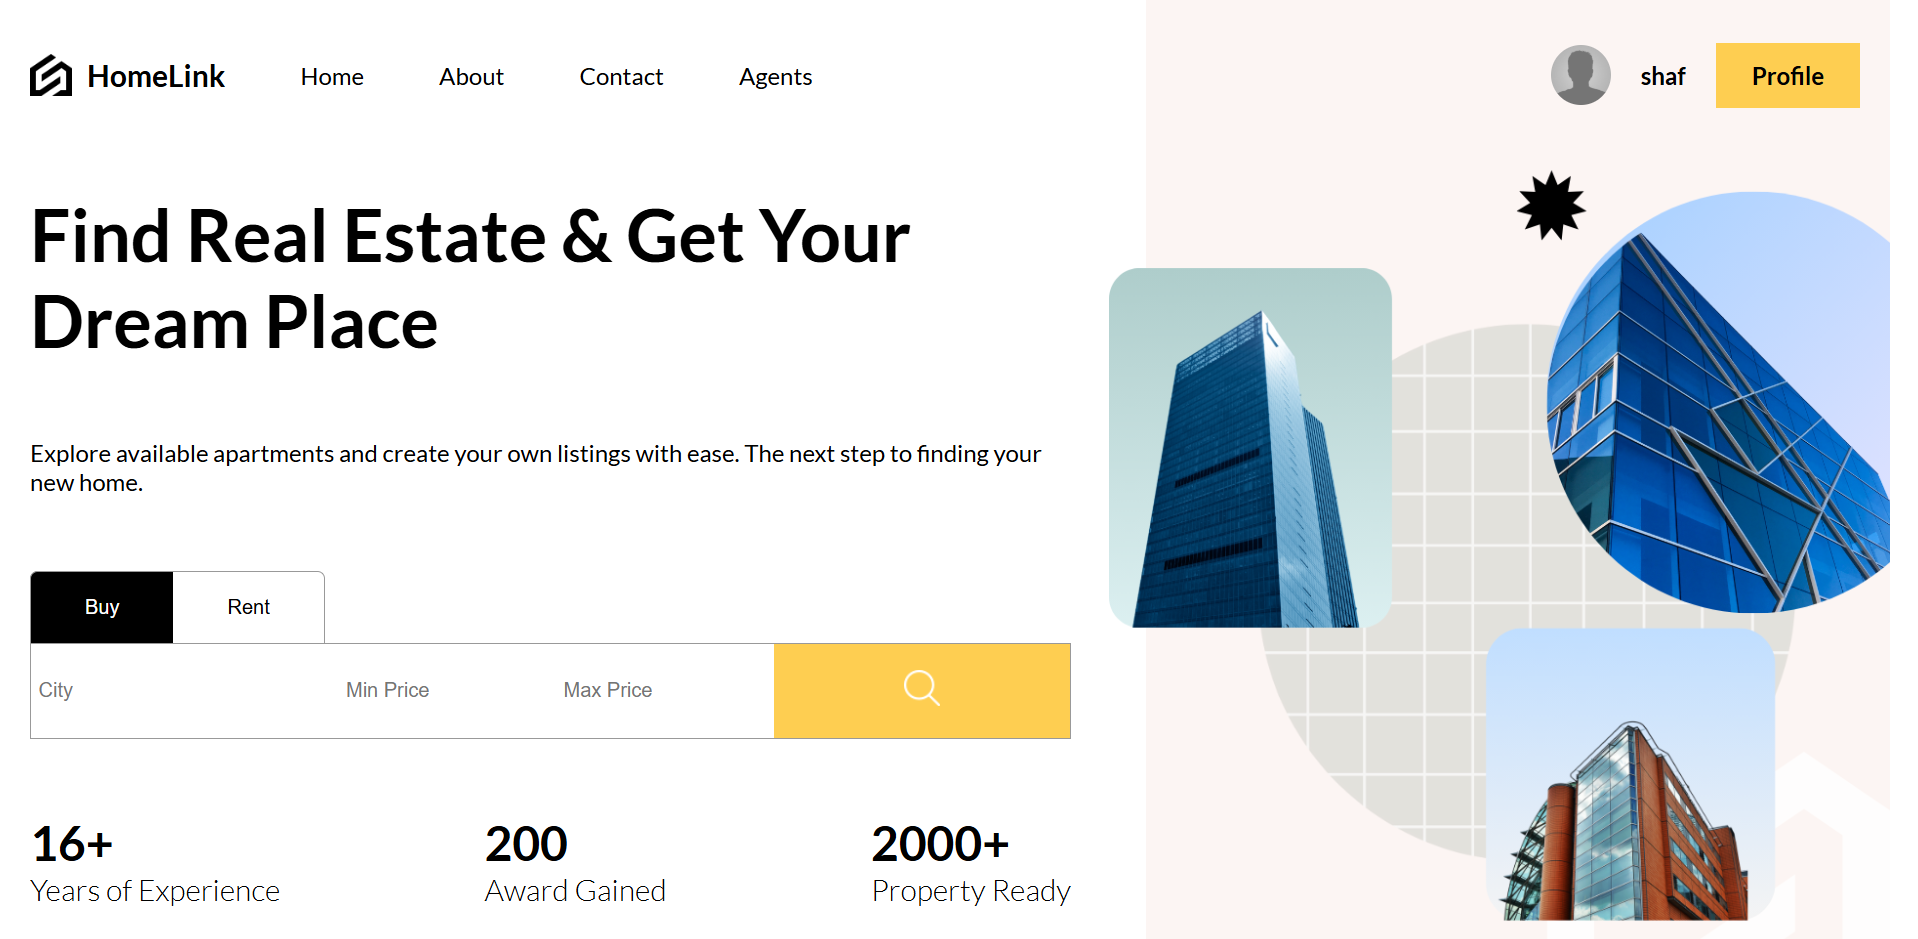 HomeLink
Home
About
Contact
Agents
shaf
Profile
Find Real Estate & Get Your
Dream Place
Explore available apartments and create your own listings with ease. The next step to finding your
new home.
Buy
Rent
City
Min Price
Max Price
16+
Years of Experience
200
Award Gained
2000+
Property Ready